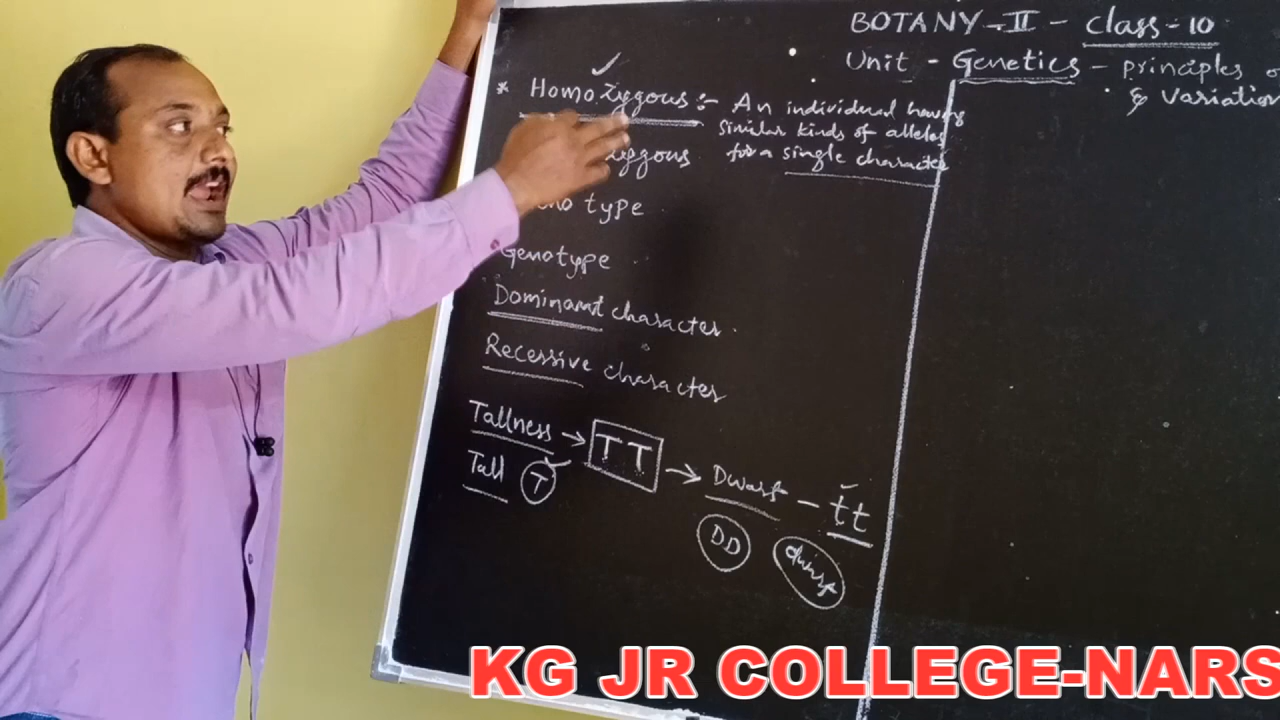 BOTANY-II - Class-10
Unit - Genetics - principles o
& variation
* Homozygous :- An individual having
similar kinds of alleles
for a single character
zygous
type
Genotype
Dominant character.
Recessive character
Tallness → TT → Dwarf - tt
Tall T
DD
KG JR COLLEGE-NARS